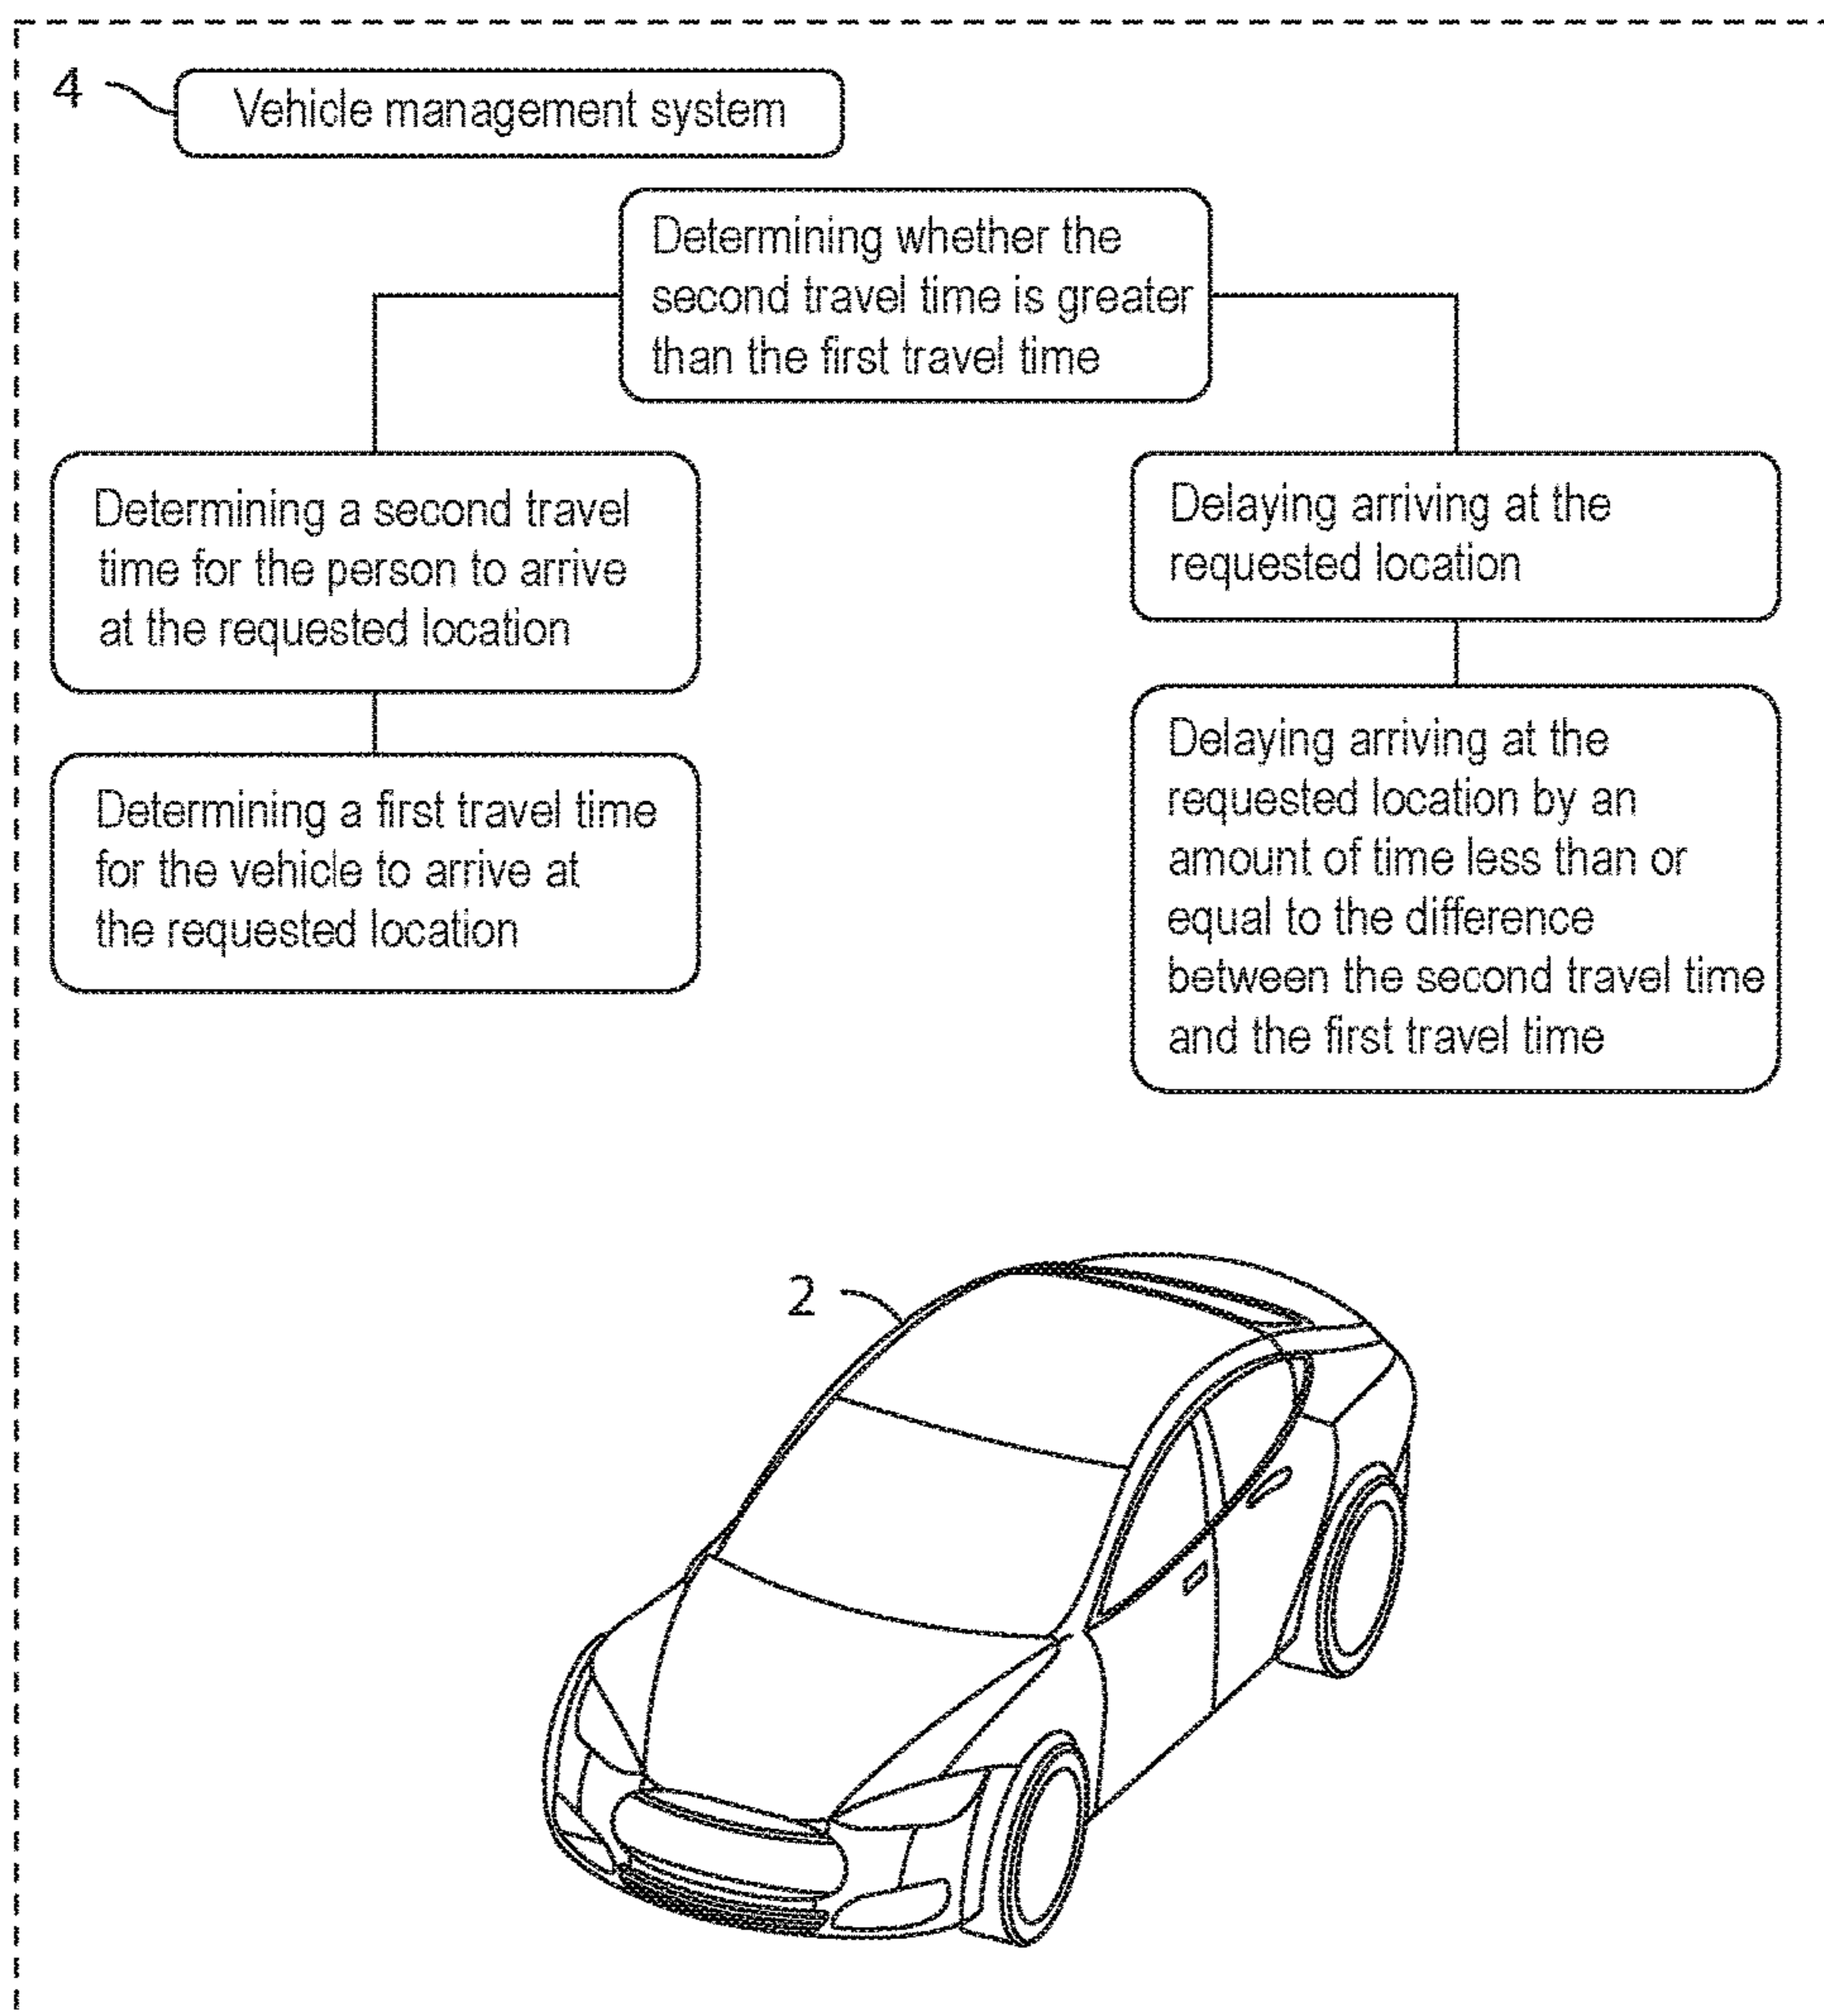 4
Vehicle management system
Determining whether the
second travel time is greater
than the first travel time
Determining a second travel
time for the person to arrive
at the requested location
Determining a first travel time
for the vehicle to arrive at
the requested location
Delaying arriving at the
requested location
Delaying arriving at the
requested location by an
amount of time less than or
equal to the difference
between the second travel time
and the first travel time
2